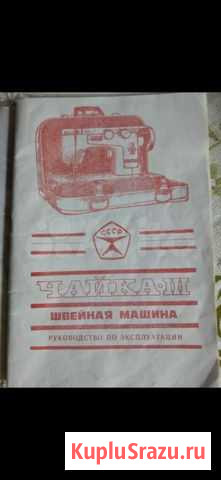 СССР
ЧАЙКА·III
ШВЕЙНАЯ МАШИНА
РУКОВОДСТВО ПО ЭКСПЛУАТАЦИИ
KupluSrazu.ru